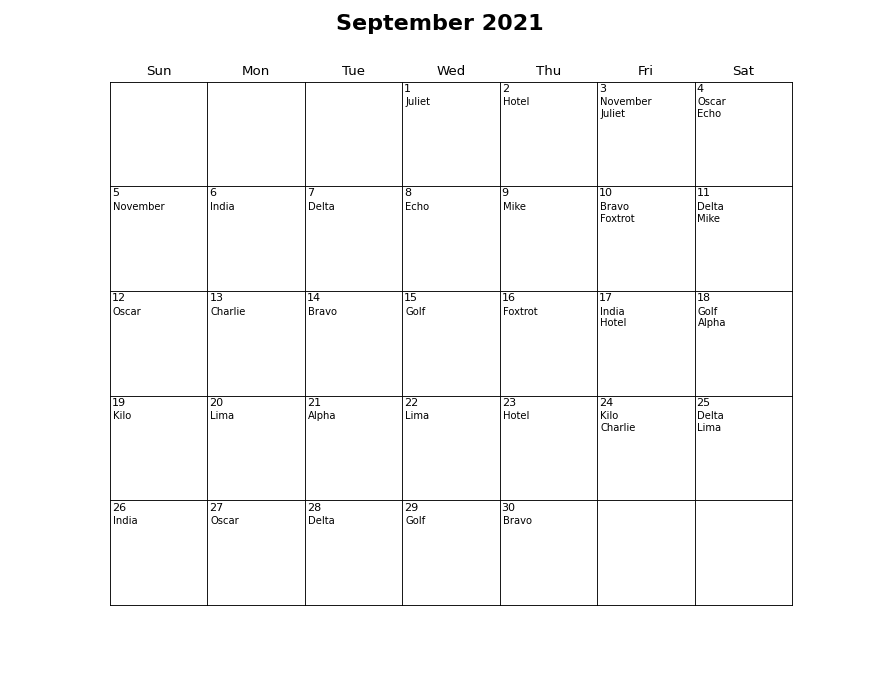 September 2021
Sun Mon Tue Wed Thu Fri Sat
1 2 3 4
Juliet Hotel November Oscar
Juliet Echo
5 6 7 8 9 10 11
November India Delta Echo Mike Bravo Delta
Foxtrot Mike
12 13 14 15 16 17 18
Oscar Charlie Bravo Golf Foxtrot India Golf
Hotel Alpha
19 20 21 22 23 24 25
Kilo Lima Alpha Lima Hotel Kilo Delta
Charlie Lima
26 27 28 29 30
India Oscar Delta Golf Bravo